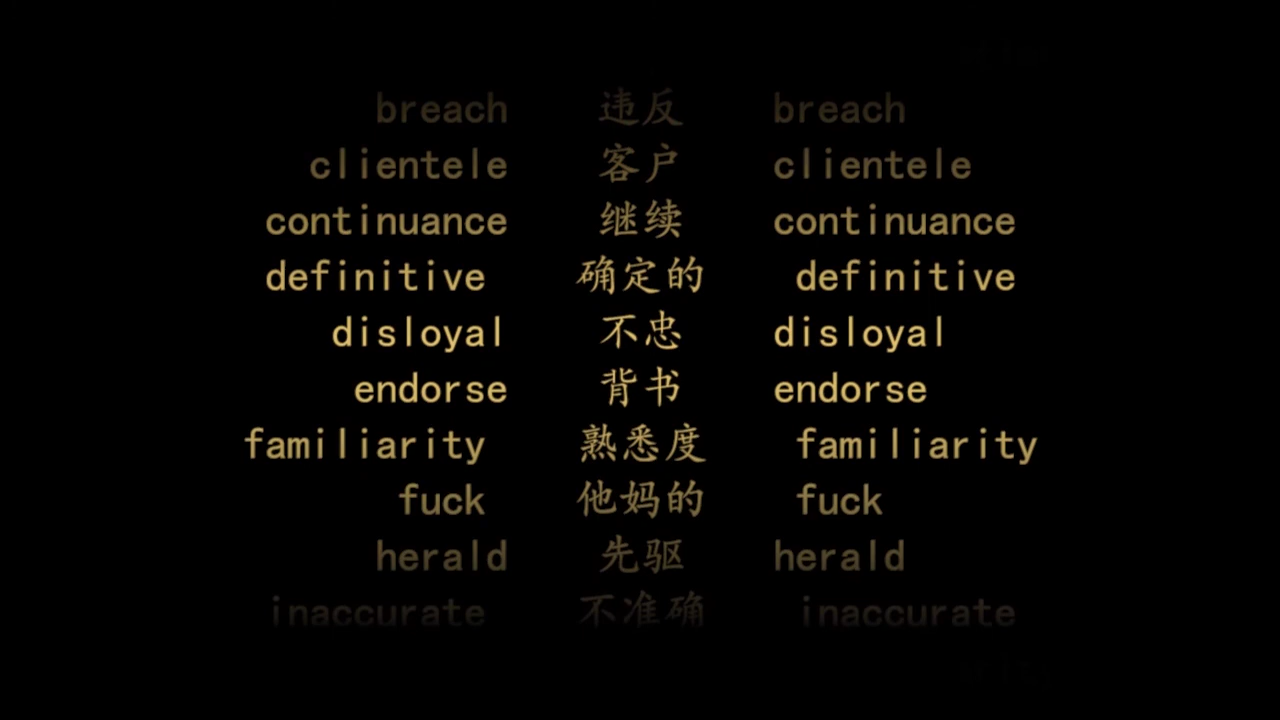 breach 违反 breach
clientele 客户 clientele
continuance 继续 continuance
definitive 确定的 definitive
disloyal 不忠 disloyal
endorse 背书 endorse
familiarity 熟悉度 familiarity
fuck 他妈的 fuck
herald 先驱 herald
inaccurate 不准确 inaccurate